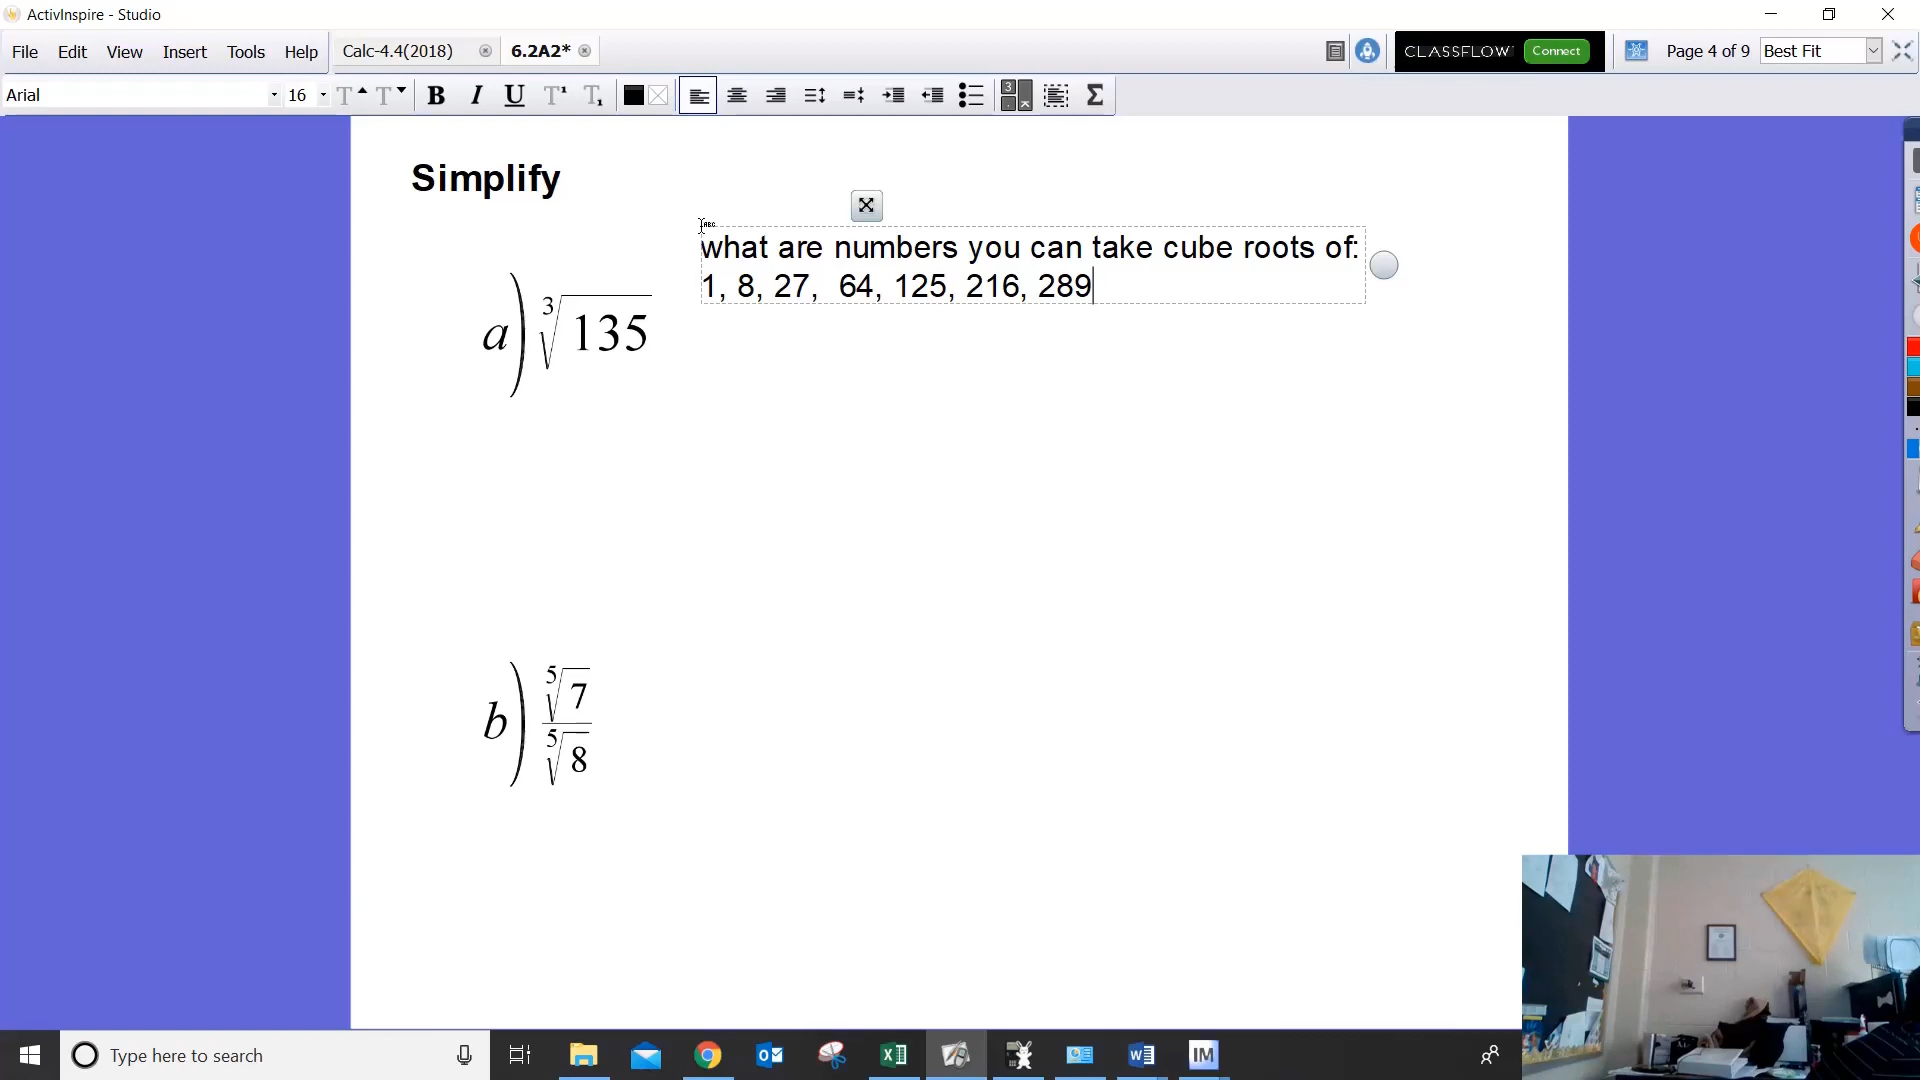 ActivInspire - Studio
File Edit View Insert Tools Help
Calc-4.4(2018)
6.2A2*
CLASSFLOW Connect
Page 4 of 9
Best Fit
Arial
16
Simplify
what are numbers you can take cube roots of:
1, 8, 27, 64, 125, 216, 289
a) ∛135
b) ⁵√7 / ⁵√8
Type here to search